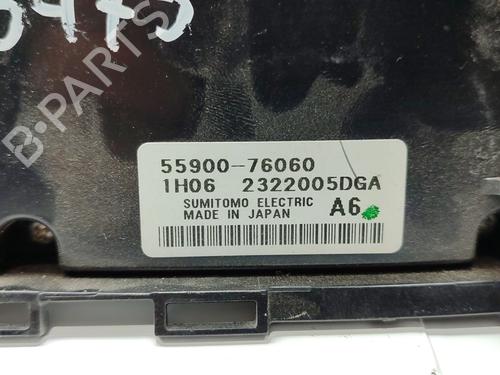 B-PARTS
55900-76060
1H06 2322005DGA
SUMITOMO ELECTRIC
MADE IN JAPAN A6